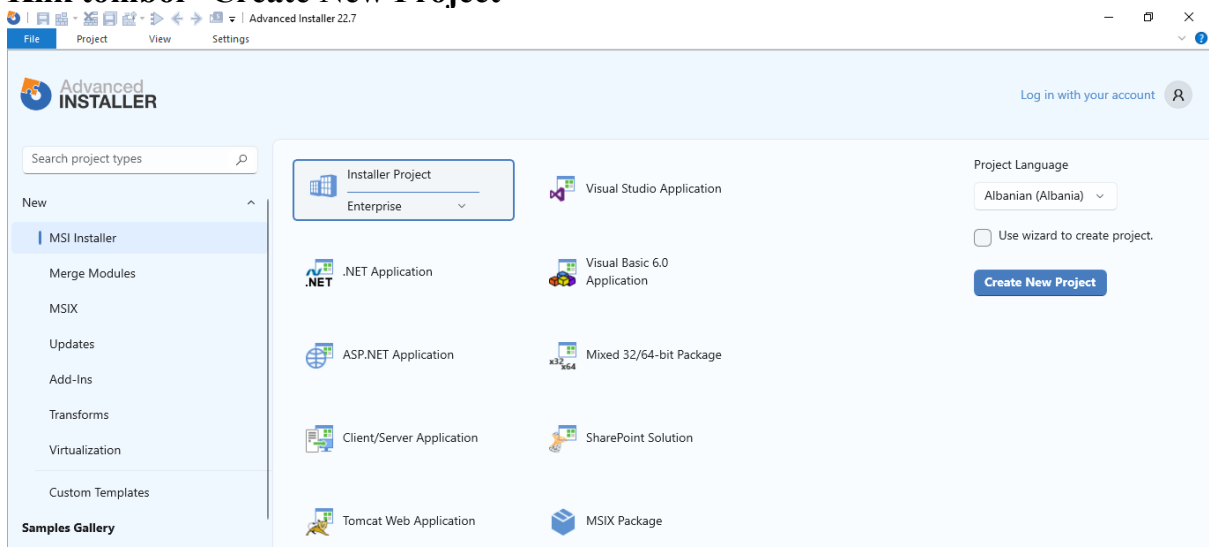 Klik tombol "Create New Project"
Advanced Installer 22.7
File Project View Settings
Advanced
INSTALLER
Log in with your account
Search project types
New
MSI Installer
Merge Modules
MSIX
Updates
Add-Ins
Transforms
Virtualization
Custom Templates
Samples Gallery
Installer Project
Enterprise
Visual Studio Application
.NET
.NET Application
Visual Basic 6.0
Application
ASP.NET Application
x32
x64
Mixed 32/64-bit Package
Client/Server Application
SharePoint Solution
Tomcat Web Application
MSIX Package
Project Language
Albanian (Albania)
Use wizard to create project.
Create New Project